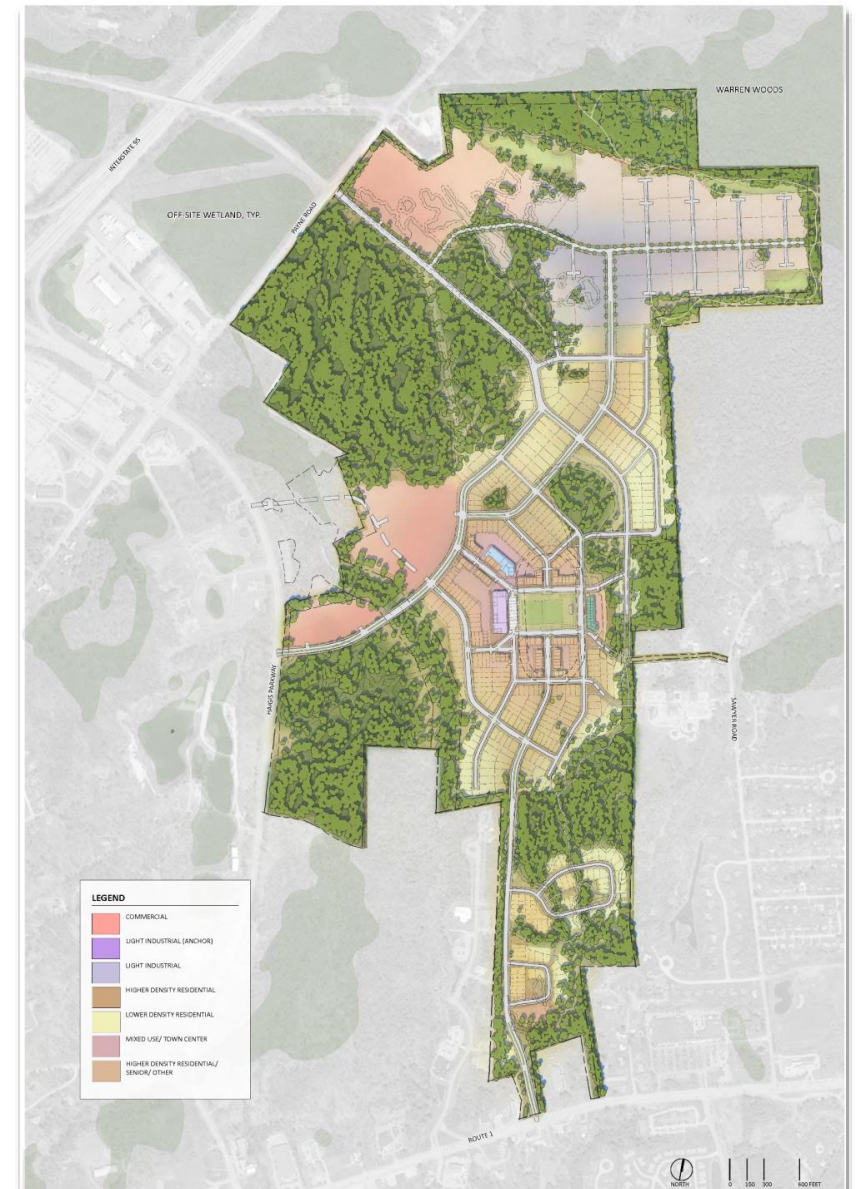 WARREN WOODS
INTERSTATE 95
OFF-SITE WETLAND, TYP.
PAYNE ROAD
HAIGIS PARKWAY
SAWYER ROAD
LEGEND
COMMERCIAL
LIGHT INDUSTRIAL (ANCHOR)
LIGHT INDUSTRIAL
HIGHER DENSITY RESIDENTIAL
LOWER DENSITY RESIDENTIAL
MIXED USE/ TOWN CENTER
HIGHER DENSITY RESIDENTIAL/
SENIOR/ OTHER
ROUTE 1
NORTH
0 150 300 600 FEET